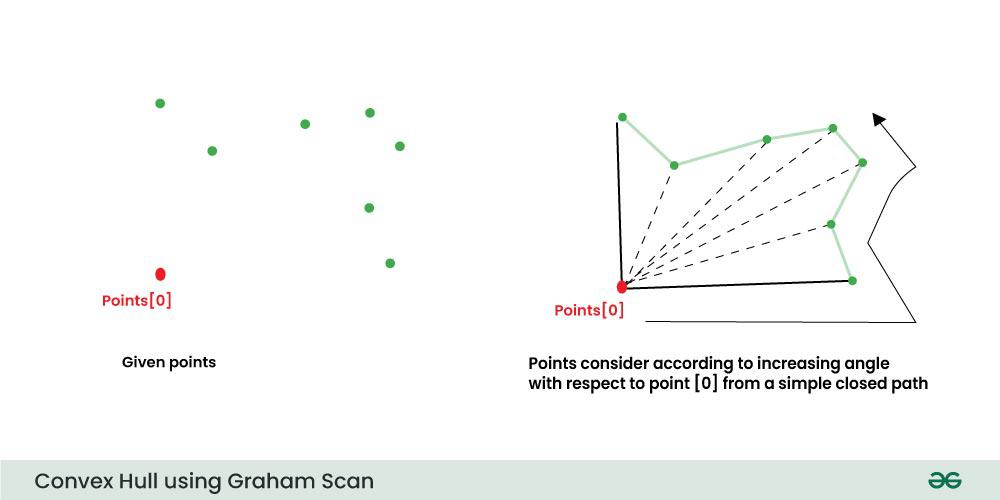 Points[0]
Points[0]
Given points
Points consider according to increasing angle
with respect to point [0] from a simple closed path
Convex Hull using Graham Scan